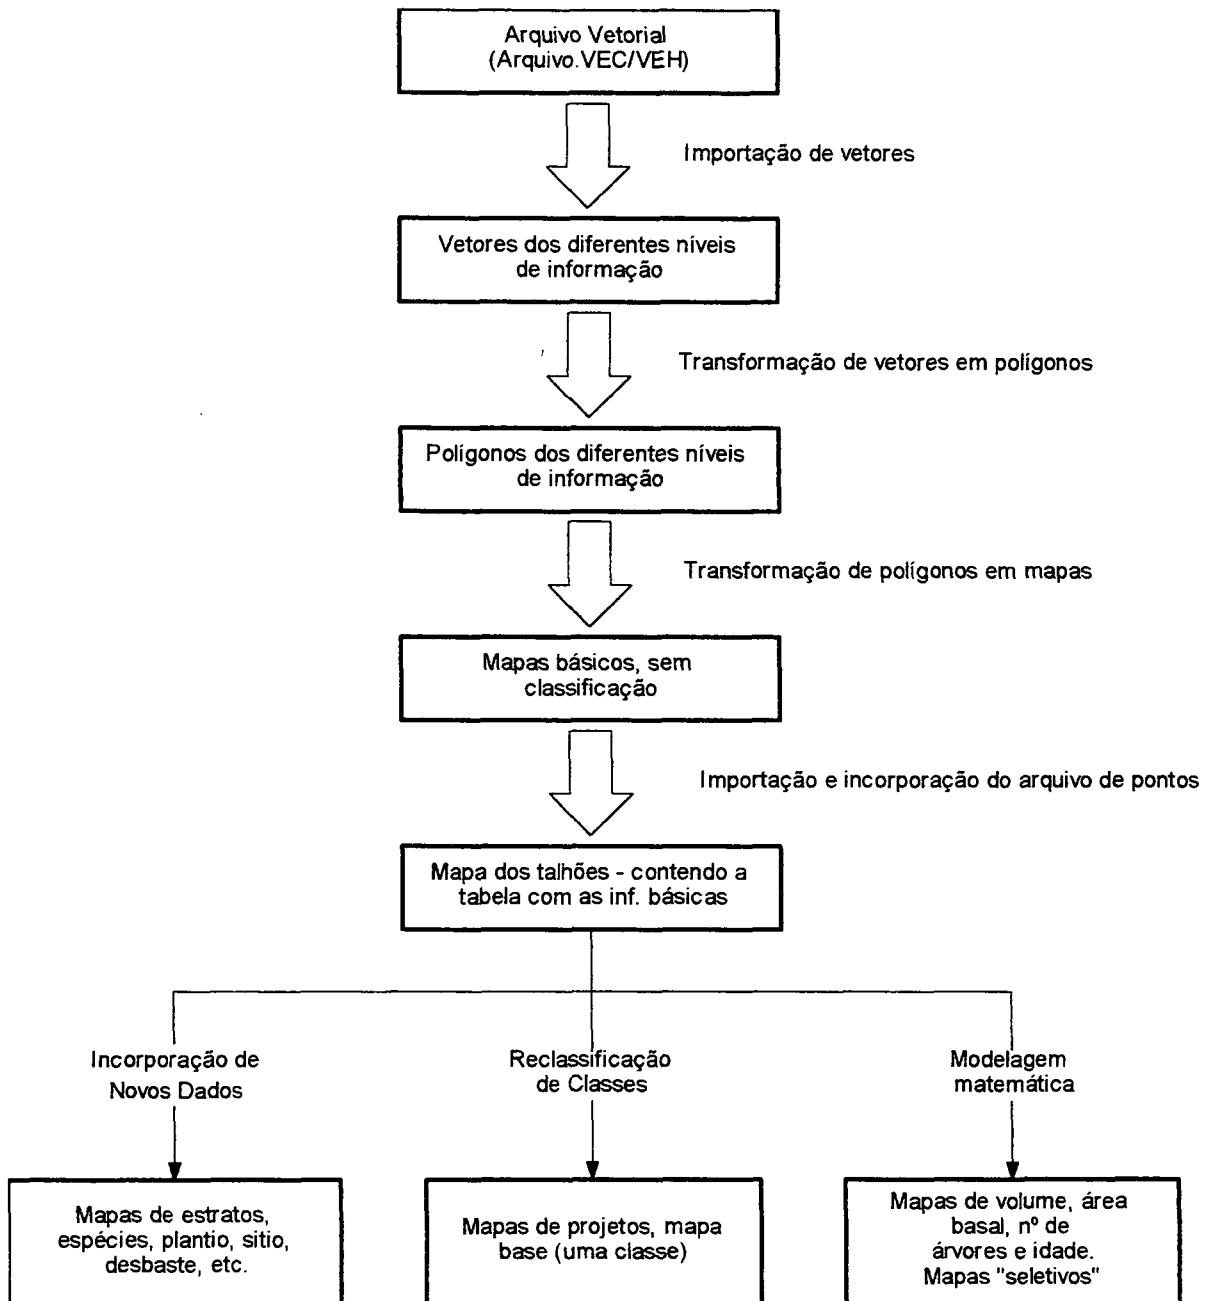 Arquivo Vetorial
(Arquivo.VEC/VEH)
Importação de vetores
Vetores dos diferentes níveis
de informação
Transformação de vetores em polígonos
Polígonos dos diferentes níveis
de informação
Transformação de polígonos em mapas
Mapas básicos, sem
classificação
Importação e incorporação do arquivo de pontos
Mapa dos talhões - contendo a
tabela com as inf. básicas
Incorporação de
Novos Dados
Reclassificação
de Classes
Modelagem
matemática
Mapas de estratos,
espécies, plantio, sitio,
desbaste, etc.
Mapas de projetos, mapa
base (uma classe)
Mapas de volume, área
basal, nº de
árvores e idade.
Mapas "seletivos"